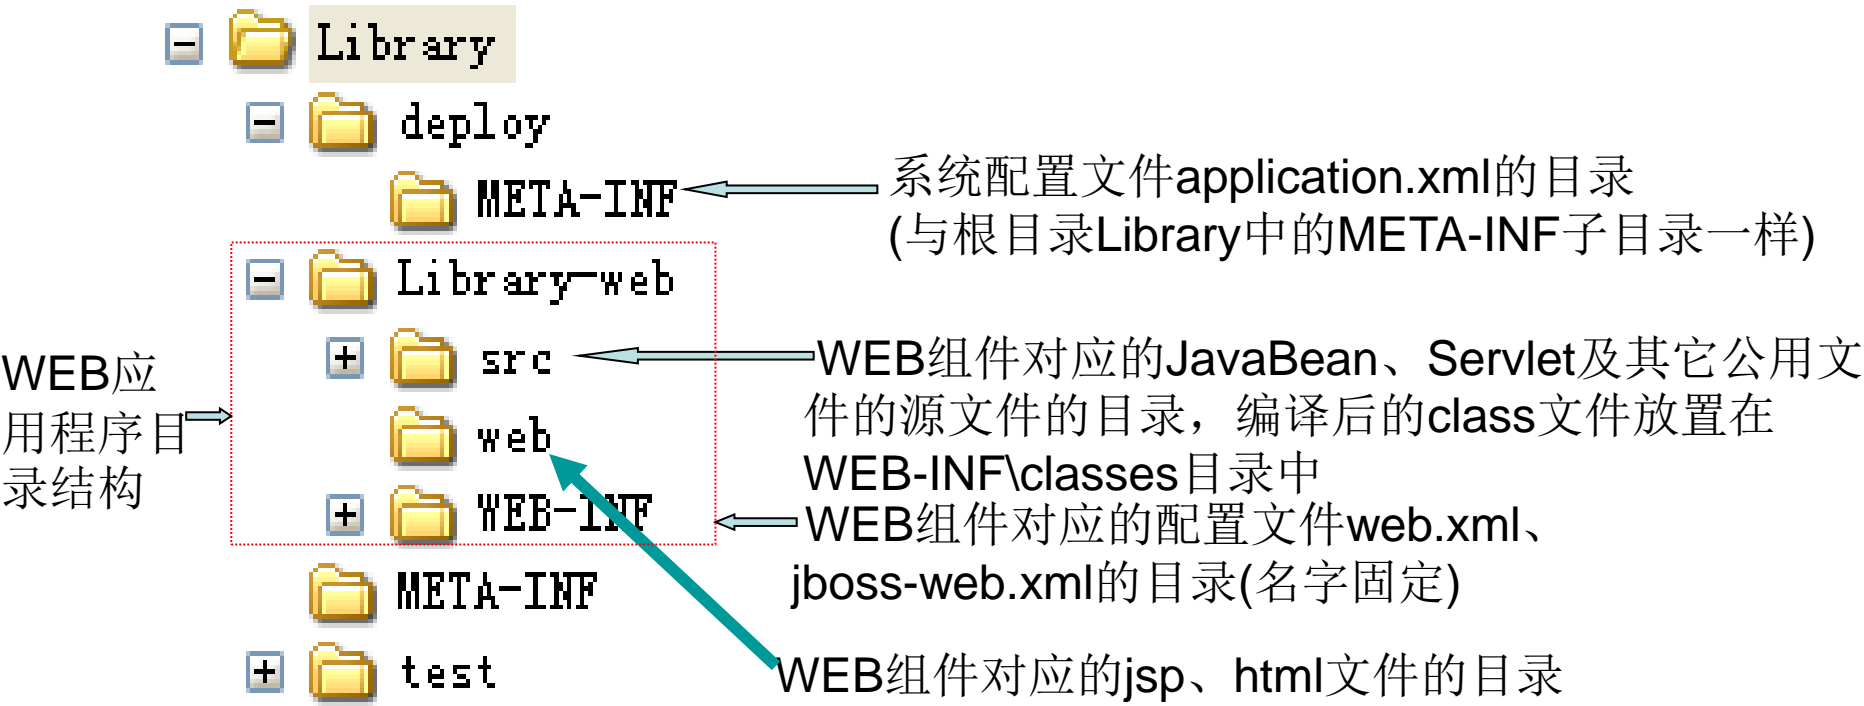 Library
deploy
META-INF
系统配置文件application.xml的目录
(与根目录Library中的META-INF子目录一样)
Library-web
src
WEB组件对应的JavaBean、Servlet及其它公用文
件的源文件的目录，编译后的class文件放置在
WEB-INF\classes目录中
WEB应
用程序目
录结构
web
WEB-INF
WEB组件对应的配置文件web.xml、
jboss-web.xml的目录(名字固定)
META-INF
test
WEB组件对应的jsp、html文件的目录